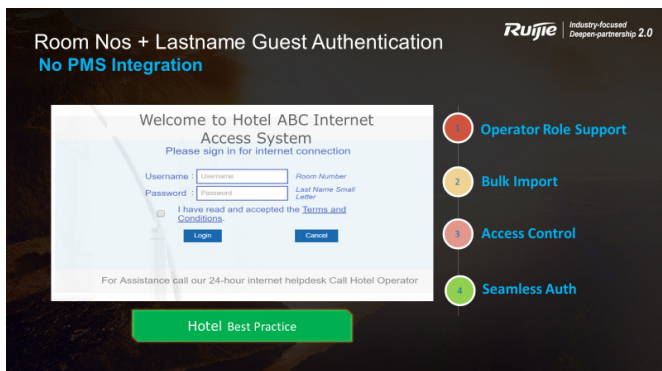 Room Nos + Lastname Guest Authentication
No PMS Integration
Ruijie
Industry-focused
Deepen-partnership 2.0
Welcome to Hotel ABC Internet
Access System
Please sign in for internet connection
Username : Username Room Number
Password : Password Last Name Small
Letter
I have read and accepted the Terms and
Conditions.
Login Cancel
For Assistance call our 24-hour internet helpdesk Call Hotel Operator
Hotel Best Practice
1 Operator Role Support
2 Bulk Import
3 Access Control
4 Seamless Auth